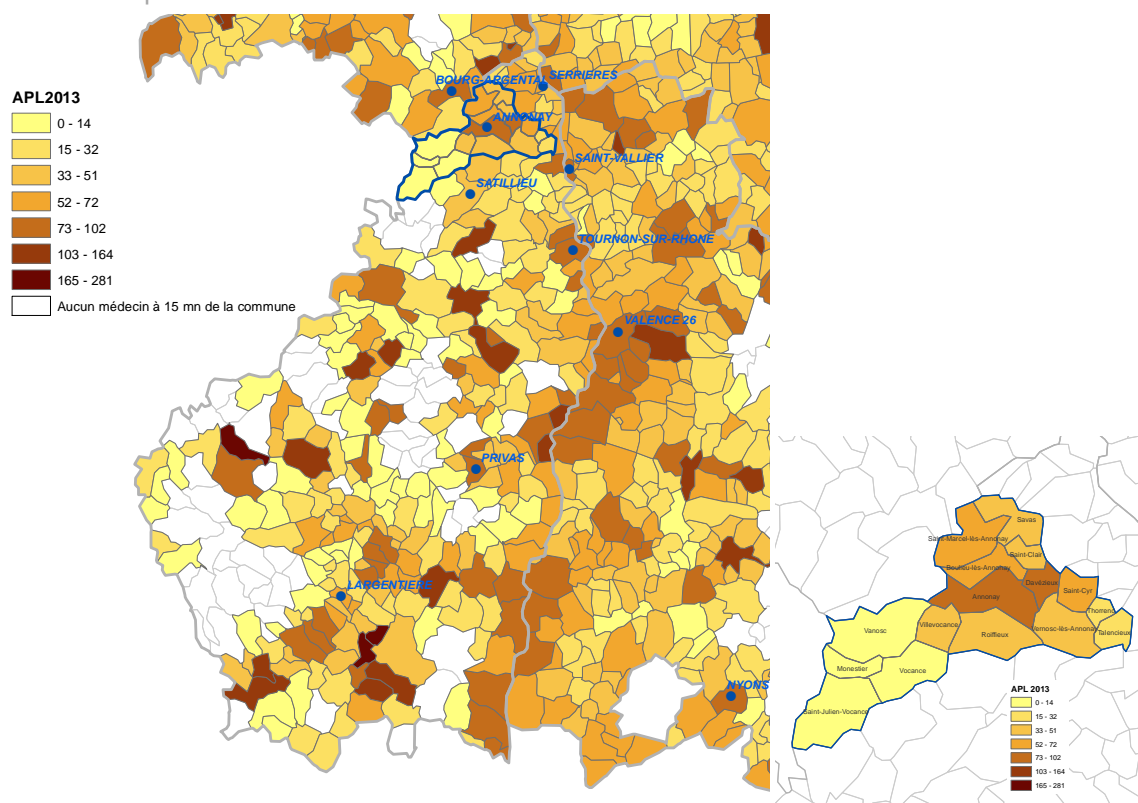 APL2013
0 - 14
15 - 32
33 - 51
52 - 72
73 - 102
103 - 164
165 - 281
Aucun médecin à 15 mn de la commune
BOURG-ARGENTAL
SERRIERES
ANNONAY
SAINT-VALLIER
SATILLIEU
TOURNON-SUR-RHONE
VALENCE 26
PRIVAS
LARGENTIERE
NYONS
Savas
Saint-Marcel-lès-Annonay
Saint-Clair
Boulieu-lès-Annonay
Davézieux
Annonay
Saint-Cyr
Thorrenc
Vanosc
Villevocance
Vernosc-lès-Annonay
Talencieux
Roiffieux
Monestier
Vocance
Saint-Julien-Vocance
APL 2013
0 - 14
15 - 32
33 - 51
52 - 72
73 - 102
103 - 164
165 - 281